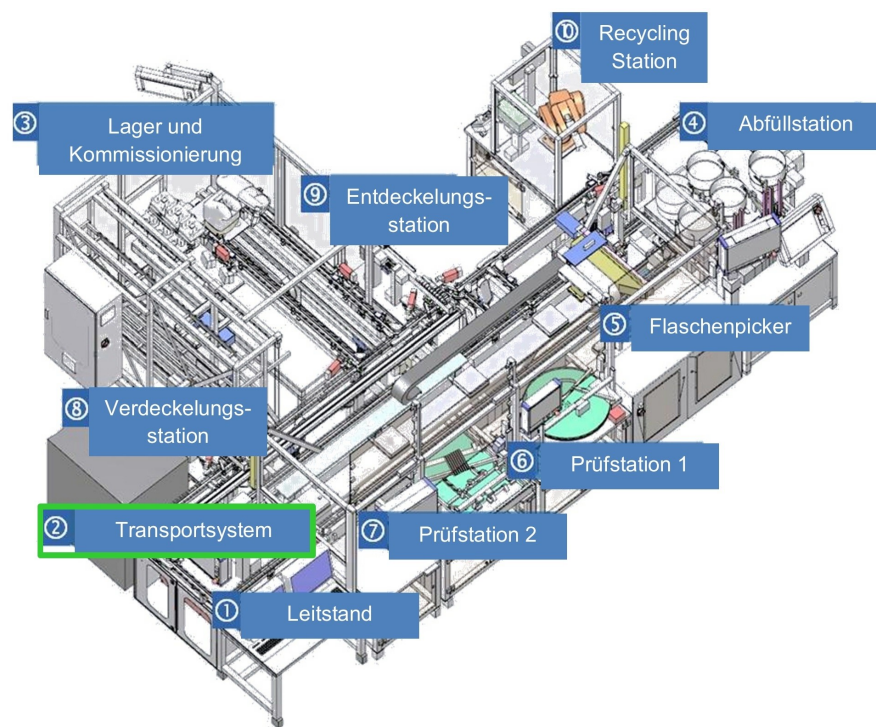 ⑩ Recycling
Station
③ Lager und
Kommissionierung
④ Abfüllstation
⑨ Entdeckelungs-
station
⑤ Flaschenpicker
⑧ Verdeckelungs-
station
⑥ Prüfstation 1
② Transportsystem
⑦ Prüfstation 2
① Leitstand